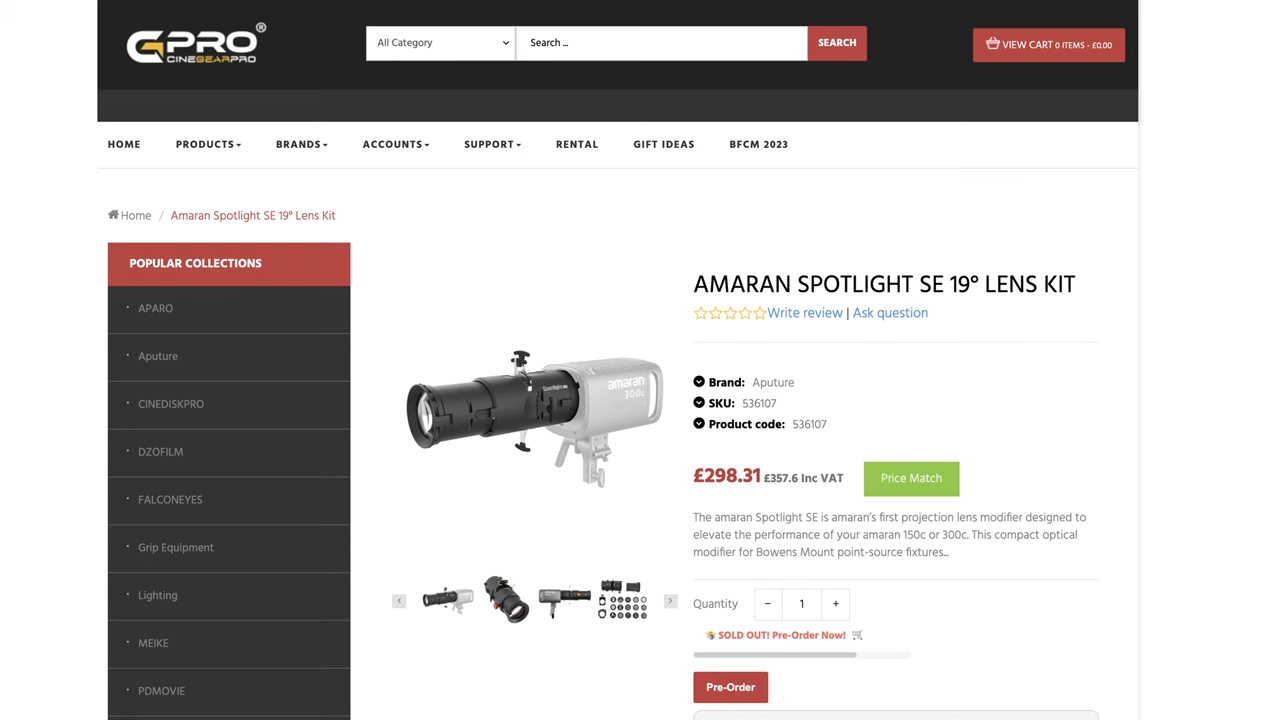 GPRO®
CINEGEARPRO
All Category
Search ...
SEARCH
VIEW CART 0 ITEMS - £0.00
HOME
PRODUCTS
BRANDS
ACCOUNTS
SUPPORT
RENTAL
GIFT IDEAS
BFCM 2023
Home / Amaran Spotlight SE 19° Lens Kit
POPULAR COLLECTIONS
APARO
Aputure
CINEDISKPRO
DZOFILM
FALCONEYES
Grip Equipment
Lighting
MEIKE
PDMOVIE
amaran
300c
AMARAN SPOTLIGHT SE 19° LENS KIT
Write review | Ask question
Brand: Aputure
SKU: 536107
Product code: 536107
£298.31 £357.6 Inc VAT
Price Match
The amaran Spotlight SE is amaran's first projection lens modifier designed to
elevate the performance of your amaran 150c or 300c. This compact optical
modifier for Bowens Mount point-source fixtures...
Quantity - 1 +
SOLD OUT! Pre-Order Now!
Pre-Order